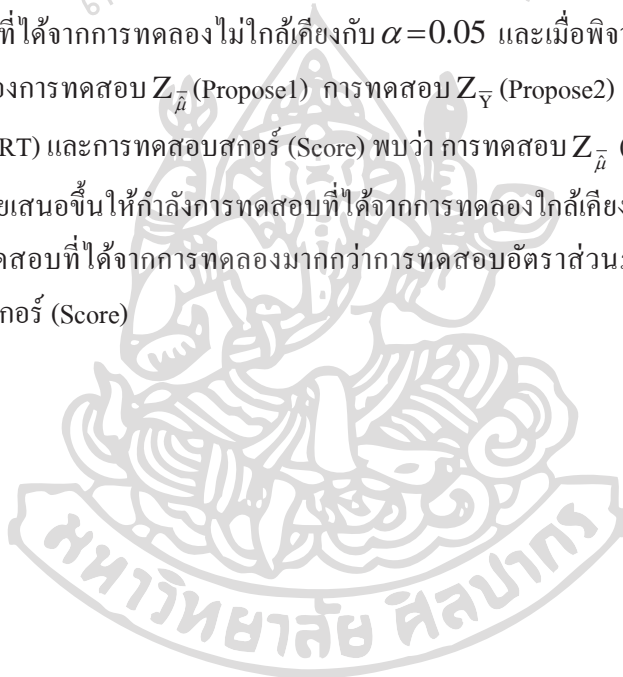 ที่ได้จากการทดลองไม่ใกล้เคียงกับ α=0.05 และเมื่อพิจา
องการทดสอบ Z_μ̄̂ (Propose1) การทดสอบ Z_Ȳ (Propose2)
RT) และการทดสอบสกอร์ (Score) พบว่า การทดสอบ Z_μ̄̂ (
ยเสนอขึ้นให้กำลังการทดสอบที่ได้จากการทดลองใกล้เคียง
ทดสอบที่ได้จากการทดลองมากกว่าการทดสอบอัตราส่วน
กอร์ (Score)
มหาวิทยาลัย ศิลปากร